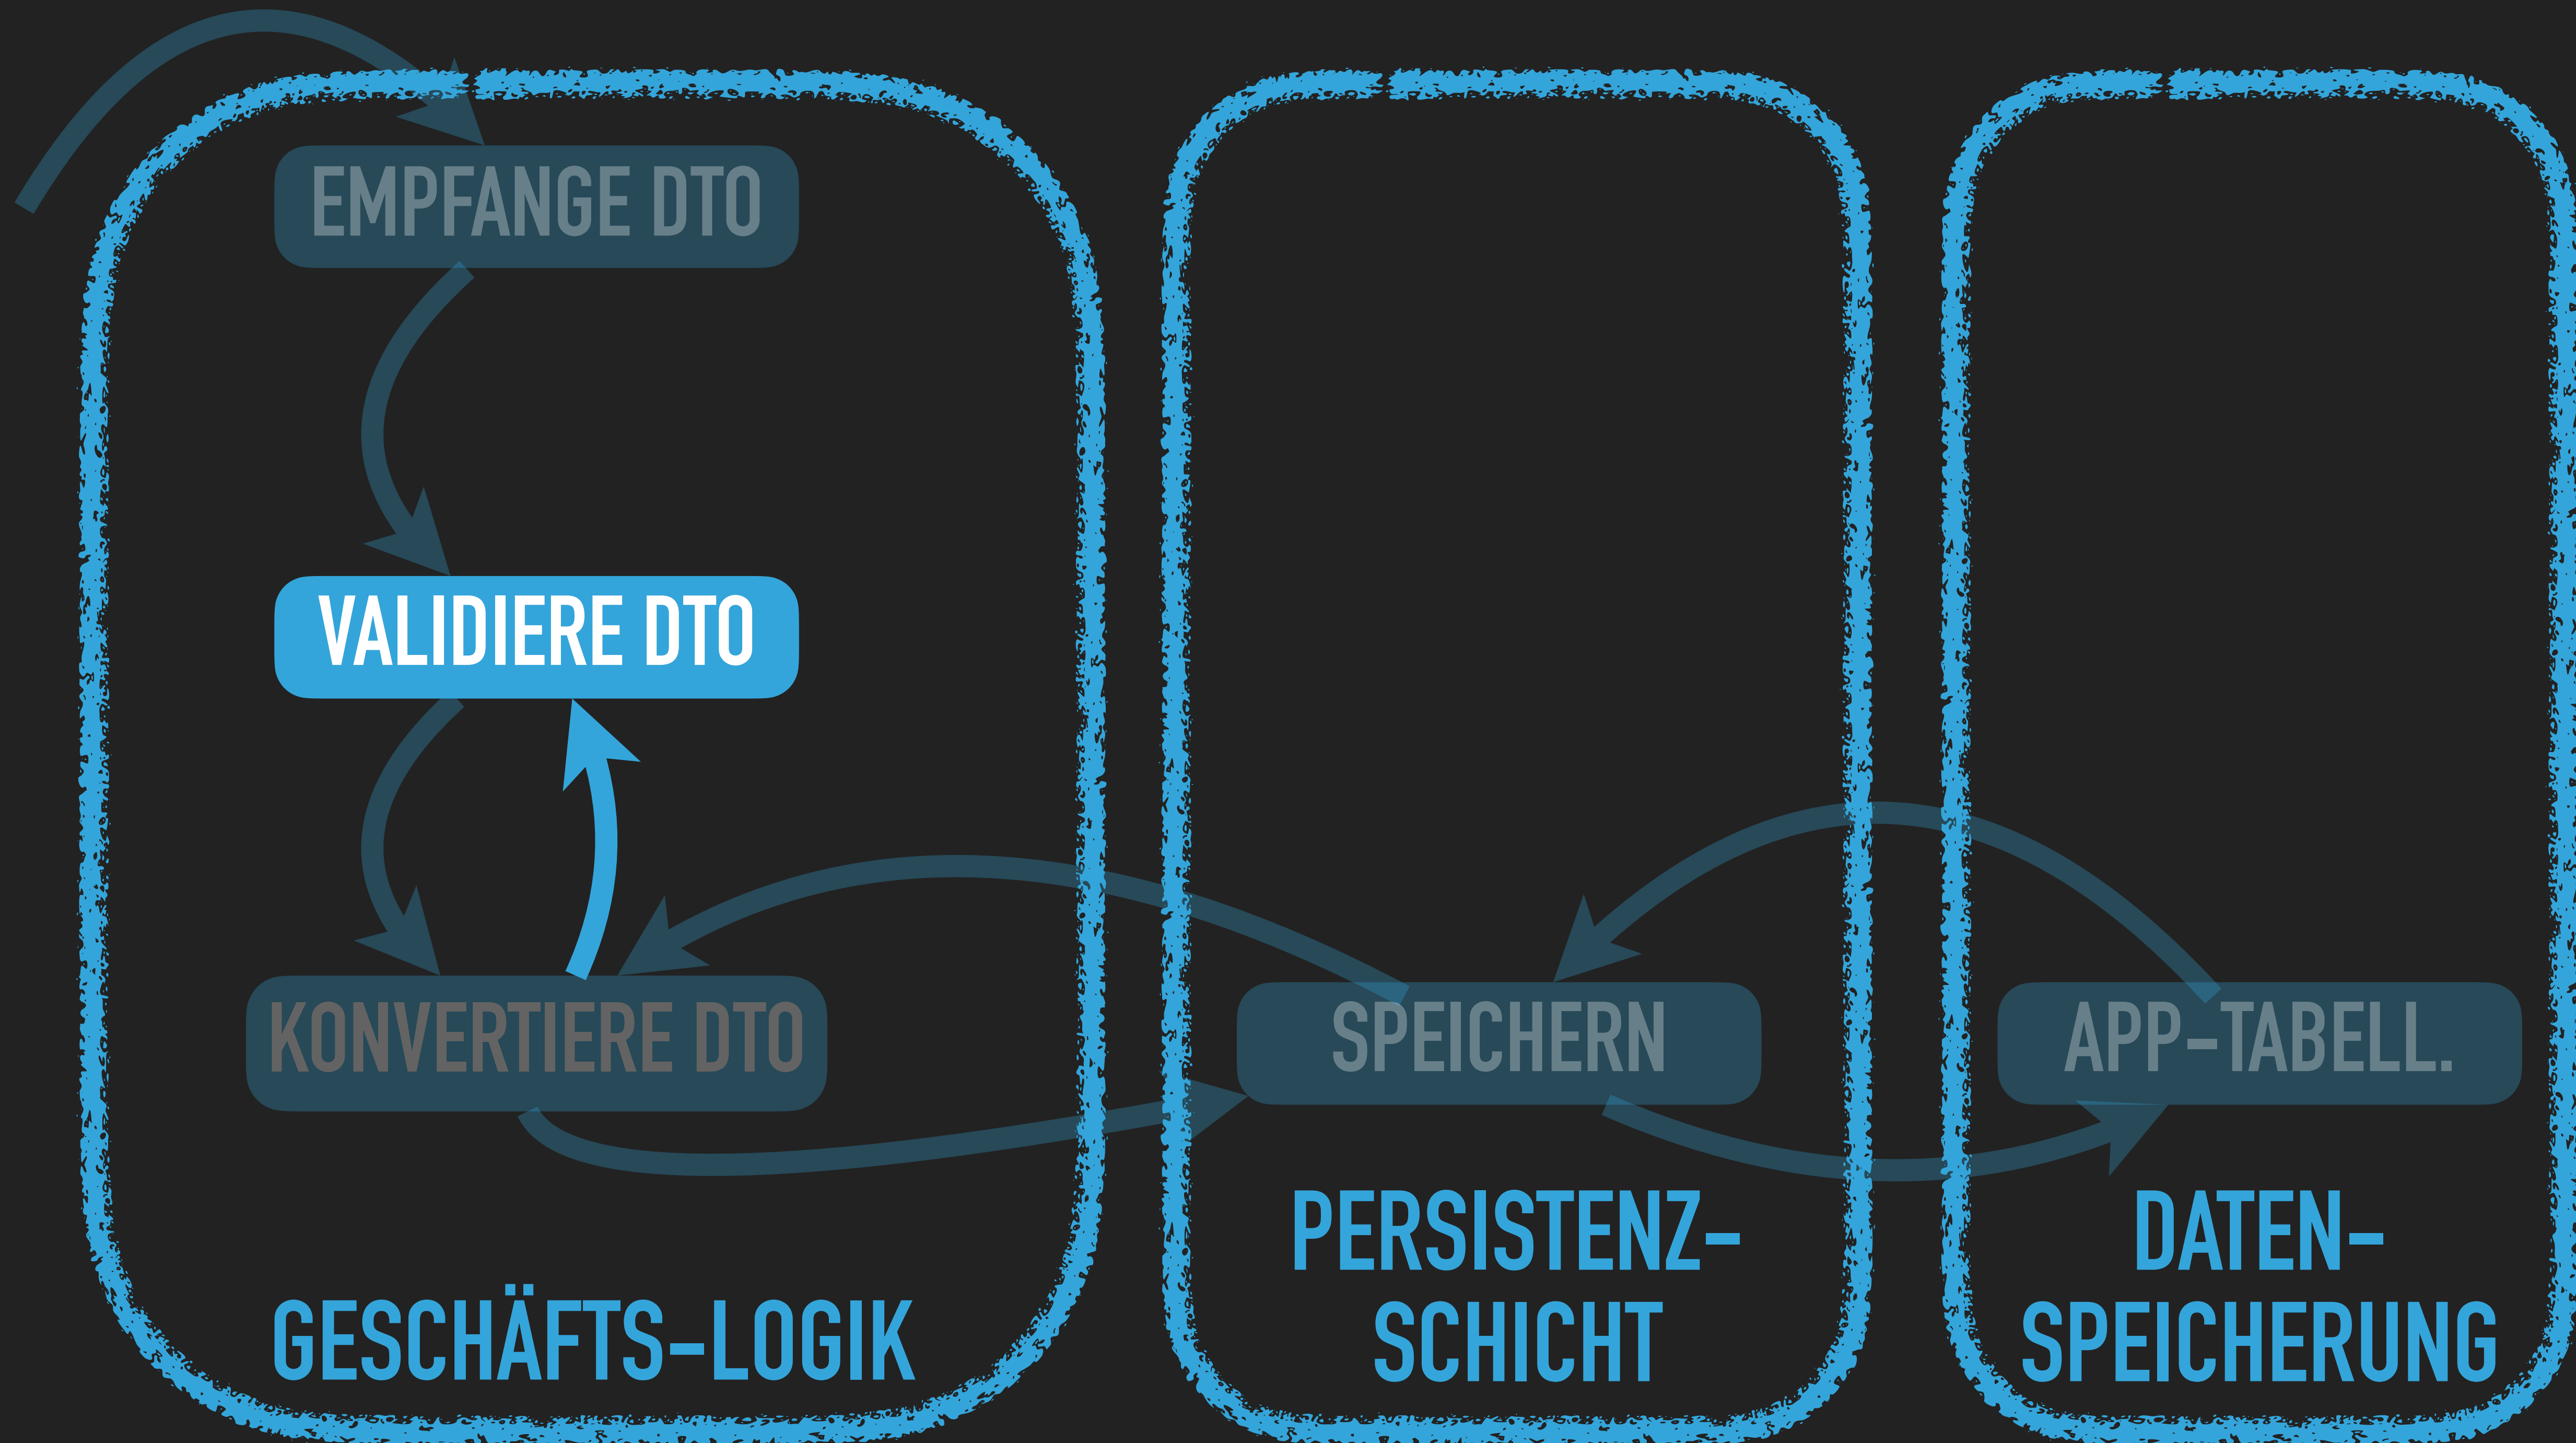 EMPFANGE DTO
VALIDIERE DTO
KONVERTIERE DTO
SPEICHERN
APP-TABELL.
GESCHÄFTS-LOGIK
PERSISTENZ-
SCHICHT
DATEN-
SPEICHERUNG